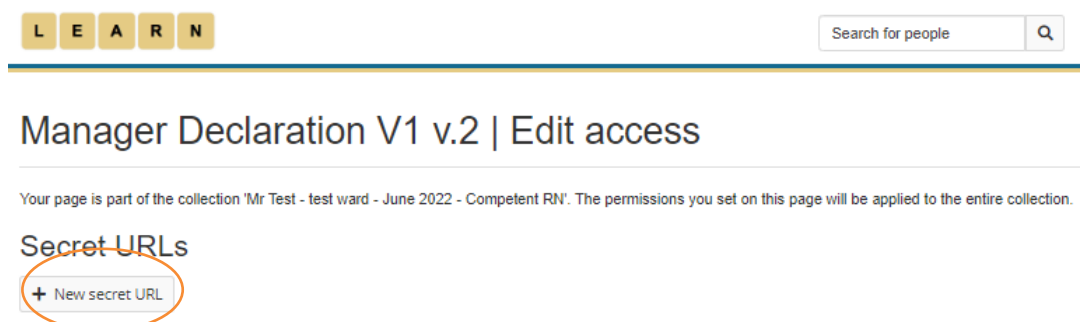 L E A R N
Search for people
Manager Declaration V1 v.2 | Edit access
Your page is part of the collection 'Mr Test - test ward - June 2022 - Competent RN'. The permissions you set on this page will be applied to the entire collection.
Secret URLs
+ New secret URL